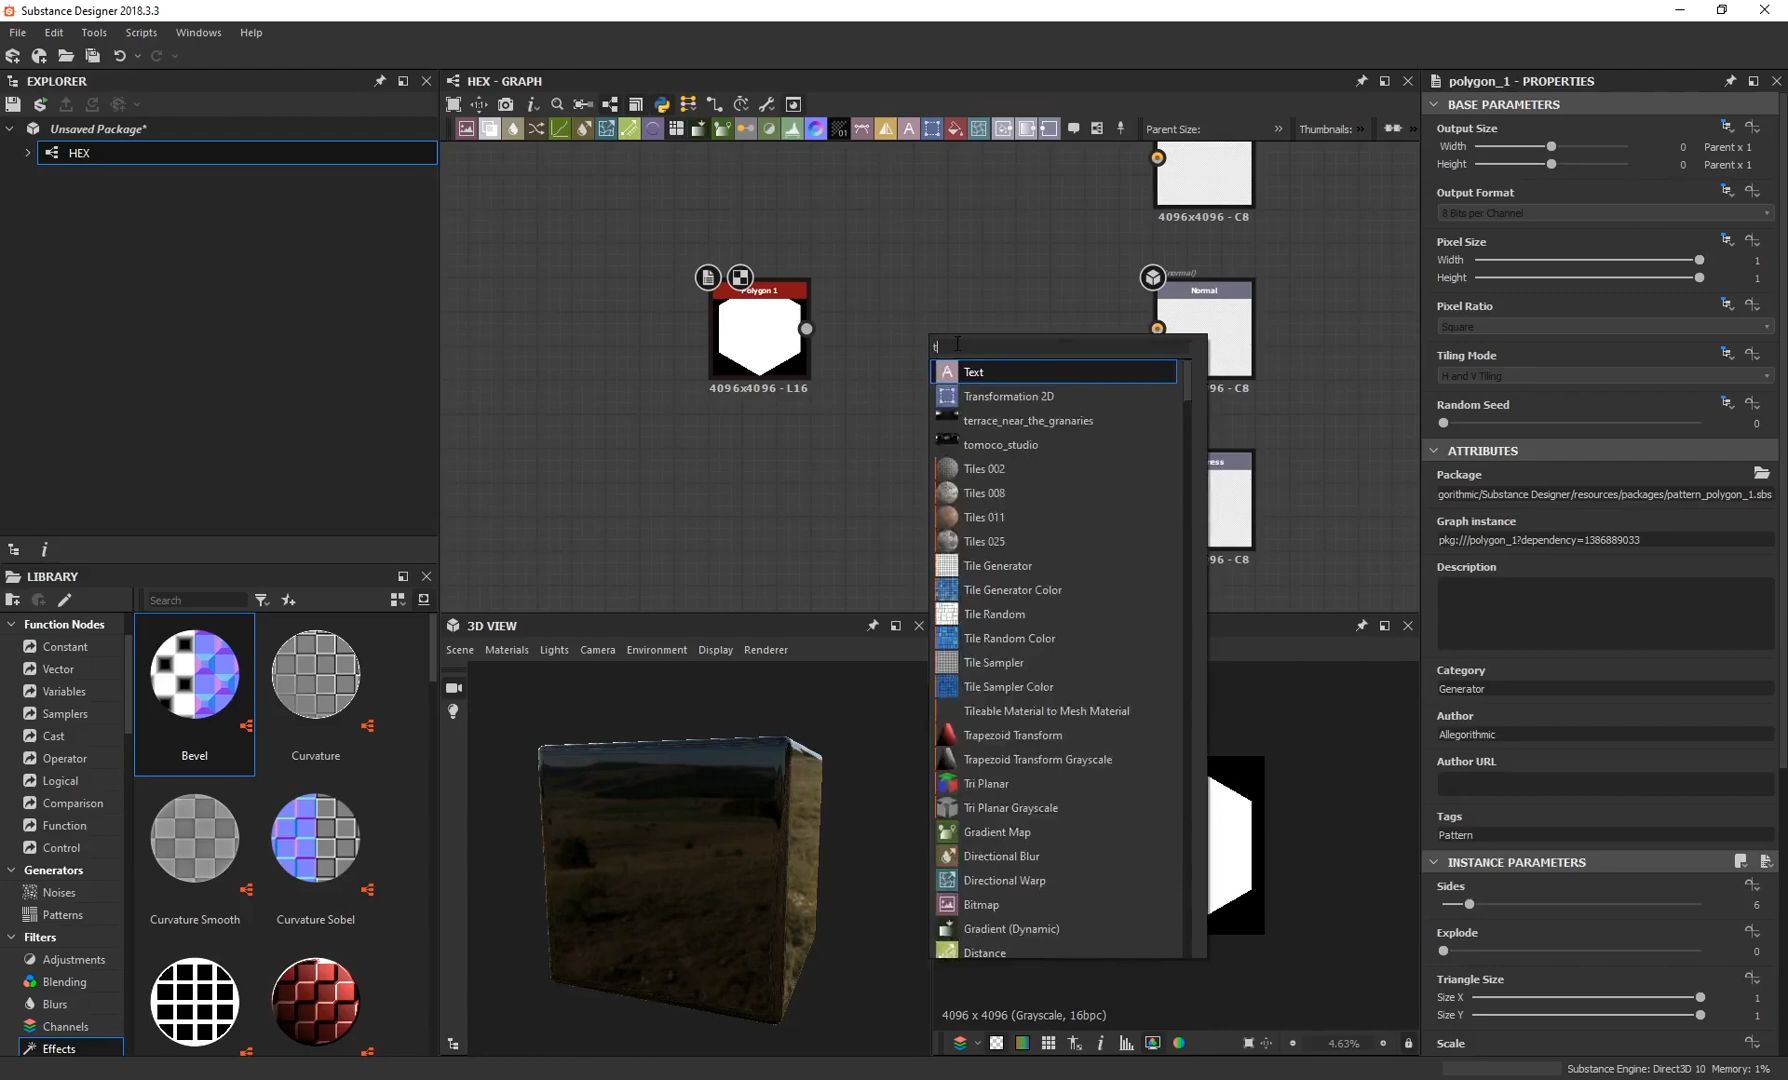 Substance Designer 2018.3.3
File Edit Tools Scripts Windows Help
EXPLORER
Unsaved Package*
HEX
LIBRARY
Search
Function Nodes
Constant
Vector
Variables
Samplers
Cast
Operator
Logical
Comparison
Function
Control
Generators
Noises
Patterns
Filters
Adjustments
Blending
Blurs
Channels
Effects
Bevel
Curvature
Curvature Smooth
Curvature Sobel
HEX - GRAPH
Parent Size:
Thumbnails:
4096x4096 - C8
Polygon 1
4096x4096 - L16
(normal)
Normal
96 - C8
ness
96 - C8
t
Text
Transformation 2D
terrace_near_the_granaries
tomoco_studio
Tiles 002
Tiles 008
Tiles 011
Tiles 025
Tile Generator
Tile Generator Color
Tile Random
Tile Random Color
Tile Sampler
Tile Sampler Color
Tileable Material to Mesh Material
Trapezoid Transform
Trapezoid Transform Grayscale
Tri Planar
Tri Planar Grayscale
Gradient Map
Directional Blur
Directional Warp
Bitmap
Gradient (Dynamic)
Distance
3D VIEW
Scene Materials Lights Camera Environment Display Renderer
4096 x 4096 (Grayscale, 16bpc)
4.63%
polygon_1 - PROPERTIES
BASE PARAMETERS
Output Size
Width 0 Parent x 1
Height 0 Parent x 1
Output Format
8 Bits per Channel
Pixel Size
Width 1
Height 1
Pixel Ratio
Square
Tiling Mode
H and V Tiling
Random Seed
0
ATTRIBUTES
Package
gorithmic/Substance Designer/resources/packages/pattern_polygon_1.sbs
Graph instance
pkg:///polygon_1?dependency=1386889033
Description
Category
Generator
Author
Allegorithmic
Author URL
Tags
Pattern
INSTANCE PARAMETERS
Sides
6
Explode
0
Triangle Size
Size X 1
Size Y 1
Scale
Substance Engine: Direct3D 10 Memory: 1%